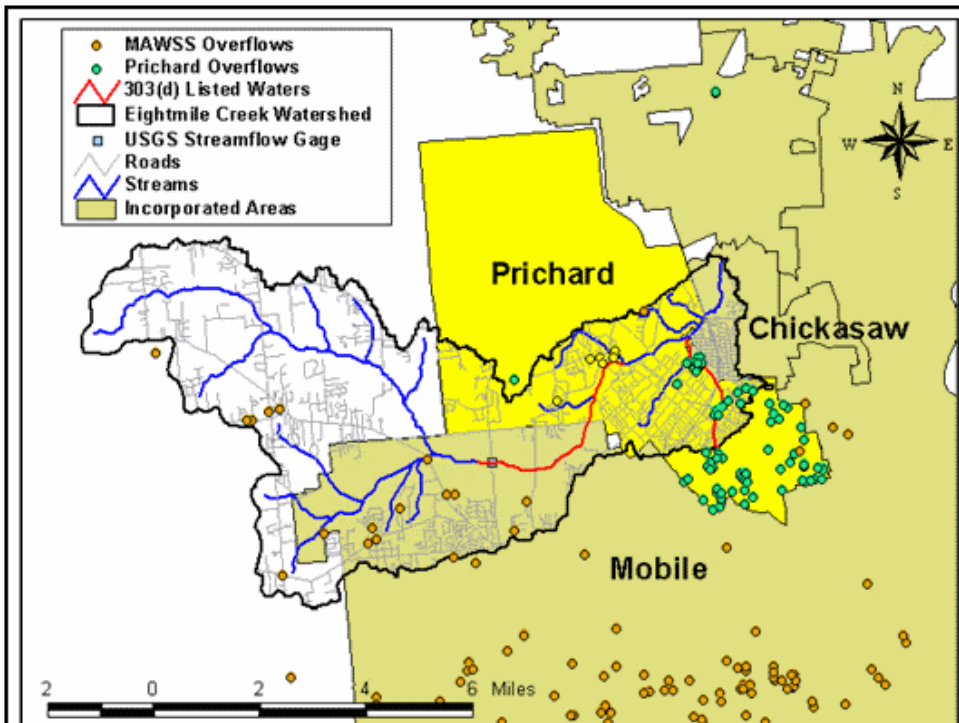 MAWSS Overflows
Prichard Overflows
303(d) Listed Waters
Eightmile Creek Watershed
USGS Streamflow Gage
Roads
Streams
Incorporated Areas
N
W E
S
Prichard
Chickasaw
Mobile
2 0 2 4 6 Miles